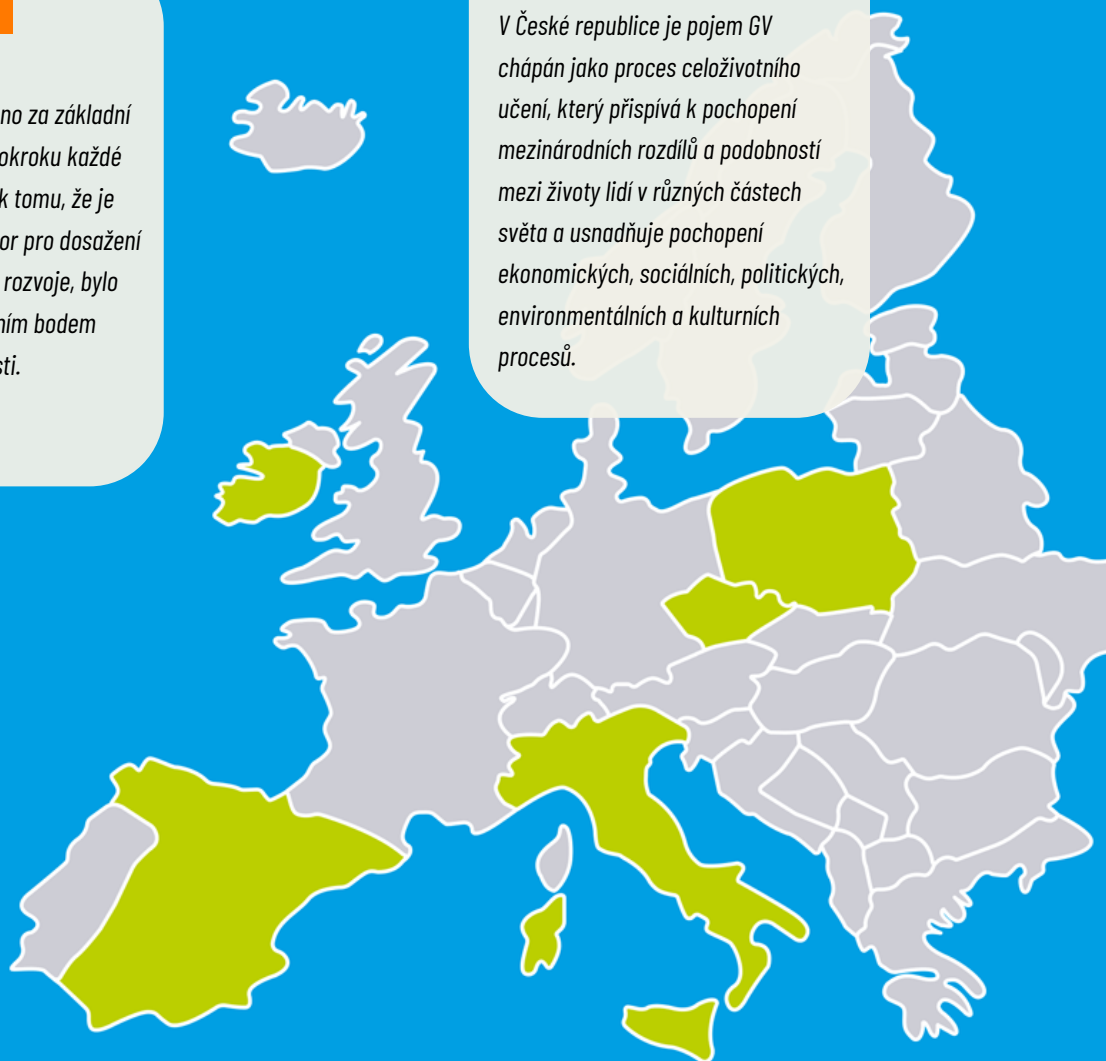 no za základní
okroku každé
k tomu, že je
or pro dosažení
rozvoje, bylo
ním bodem
sti.
V České republice je pojem GV
chápán jako proces celoživotního
učení, který přispívá k pochopení
mezinárodních rozdílů a podobností
mezi životy lidí v různých částech
světa a usnadňuje pochopení
ekonomických, sociálních, politických,
environmentálních a kulturních
procesů.